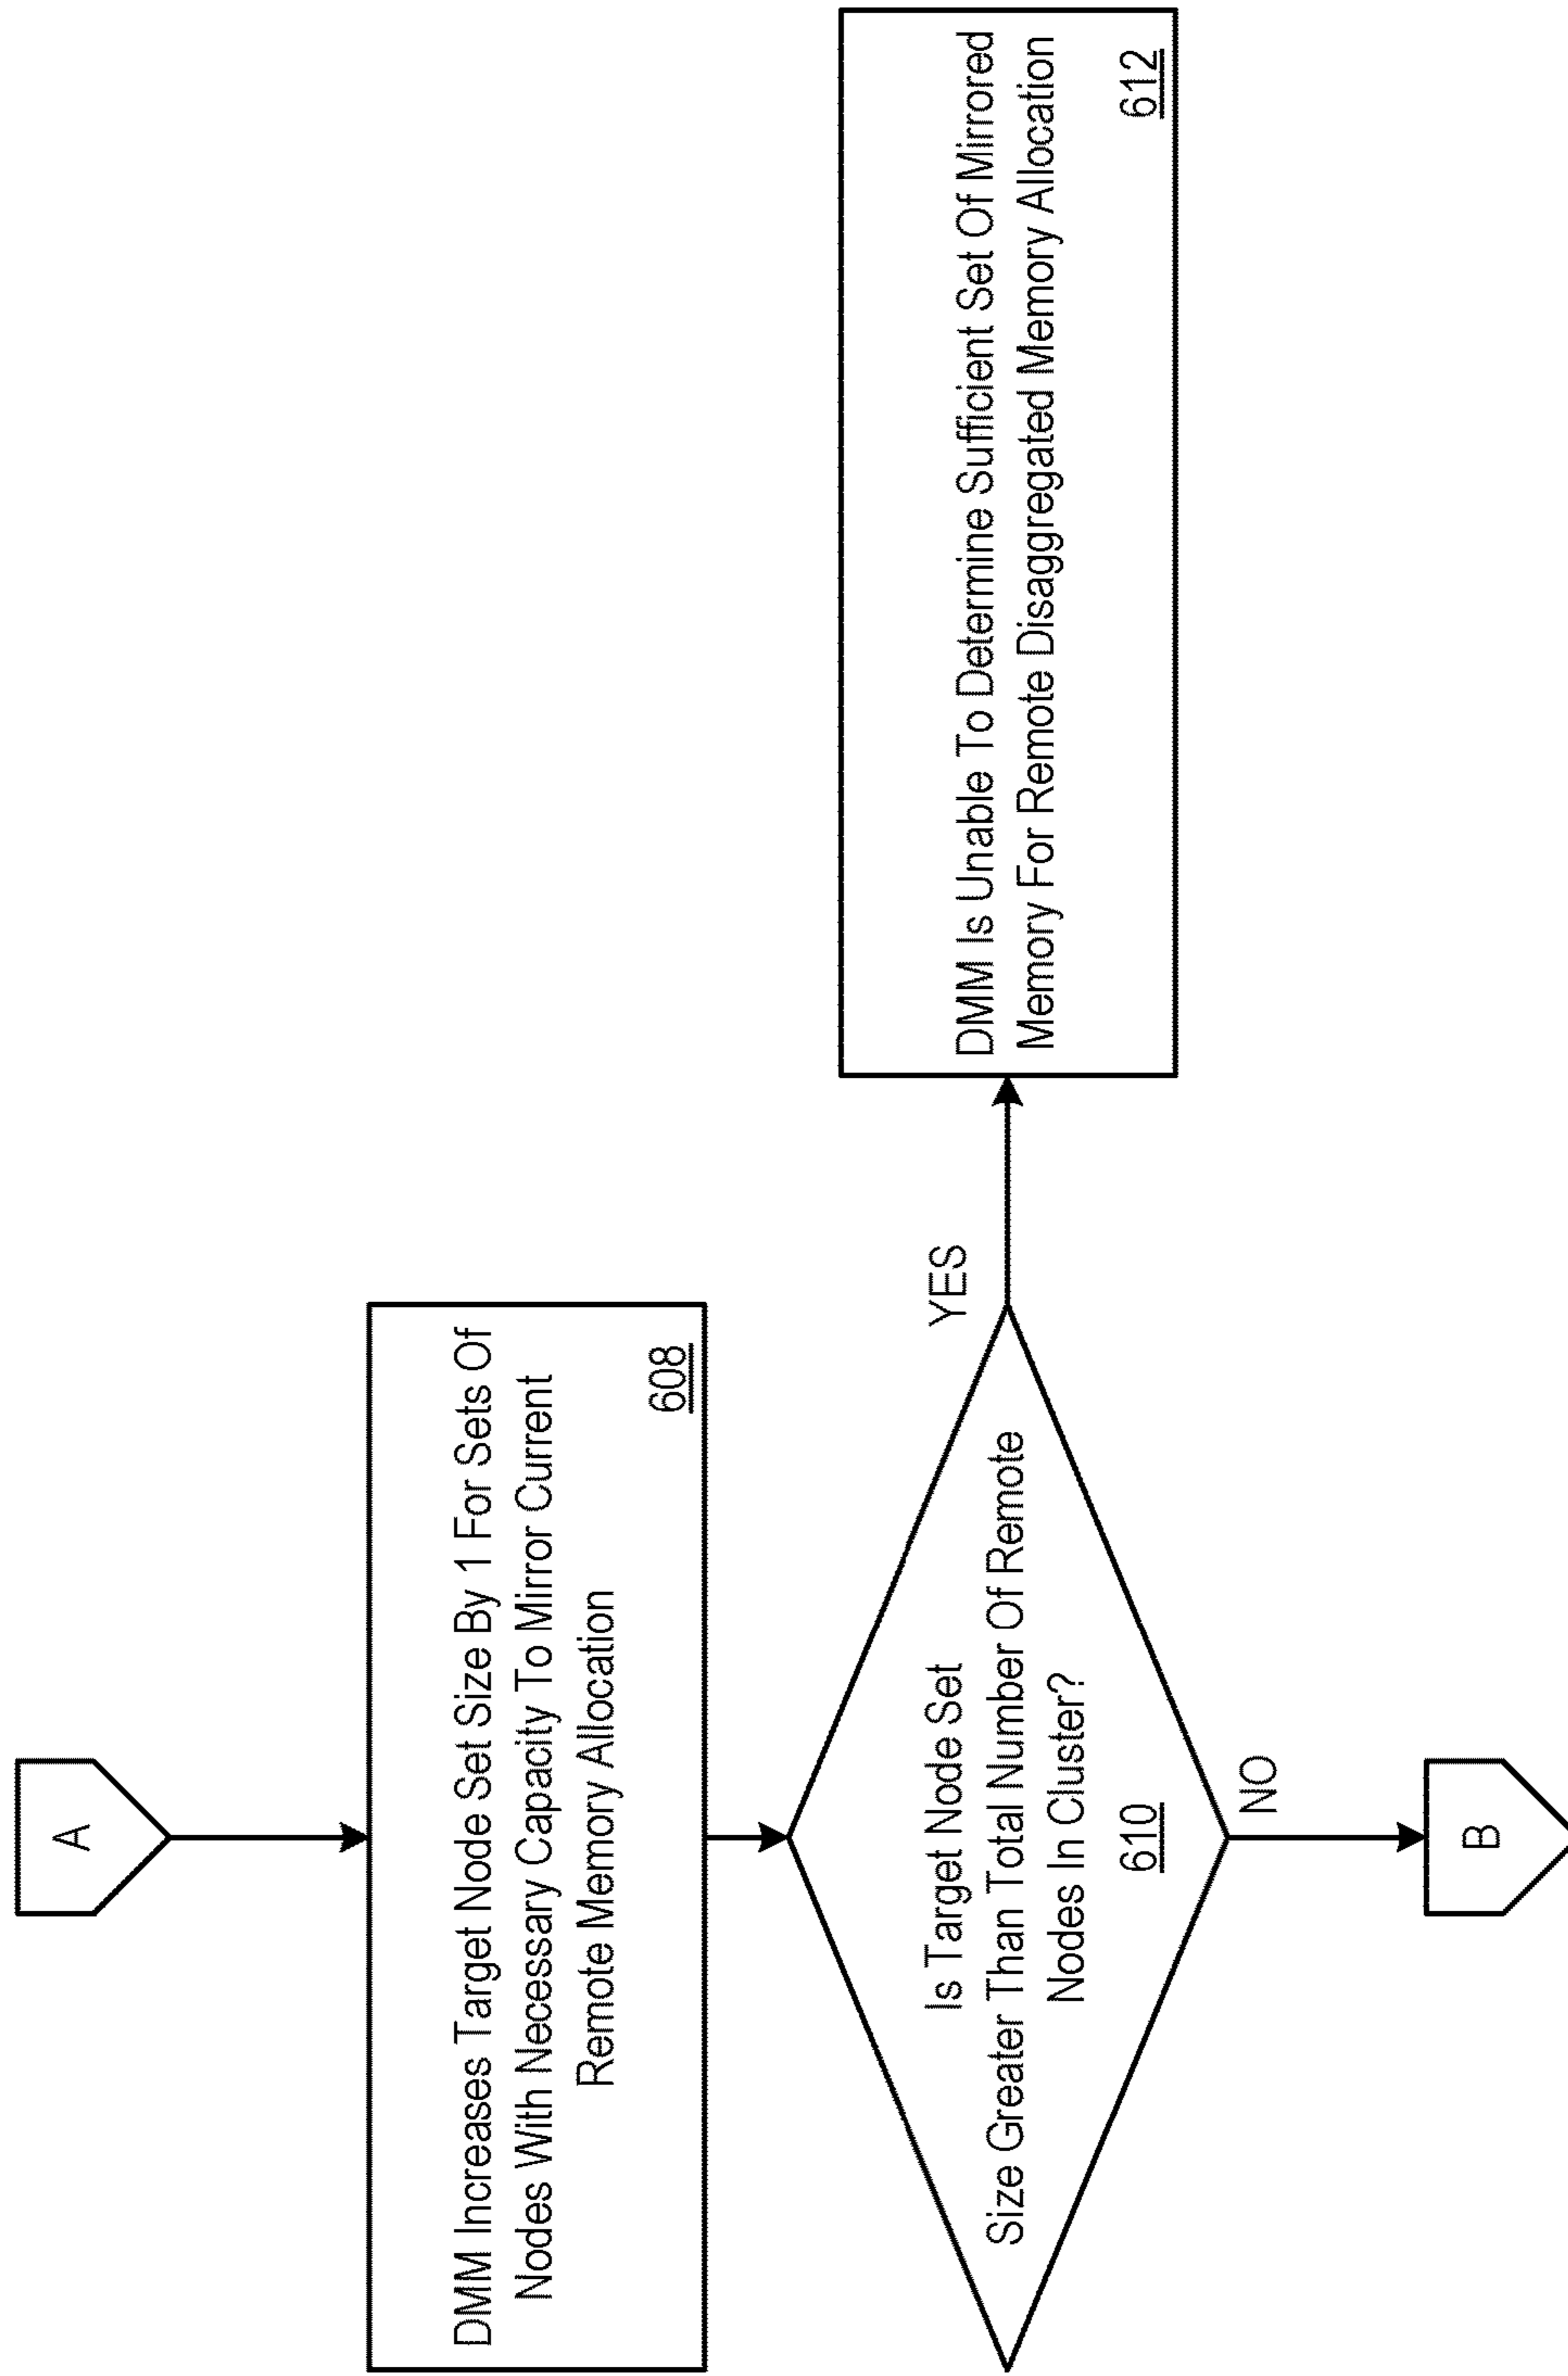 A
DMM Increases Target Node Set Size By 1 For Sets Of
Nodes With Necessary Capacity To Mirror Current
Remote Memory Allocation
608
Is Target Node Set
Size Greater Than Total Number Of Remote
Nodes In Cluster?
610
YES
DMM Is Unable To Determine Sufficient Set Of Mirrored
Memory For Remote Disaggregated Memory Allocation
612
NO
B